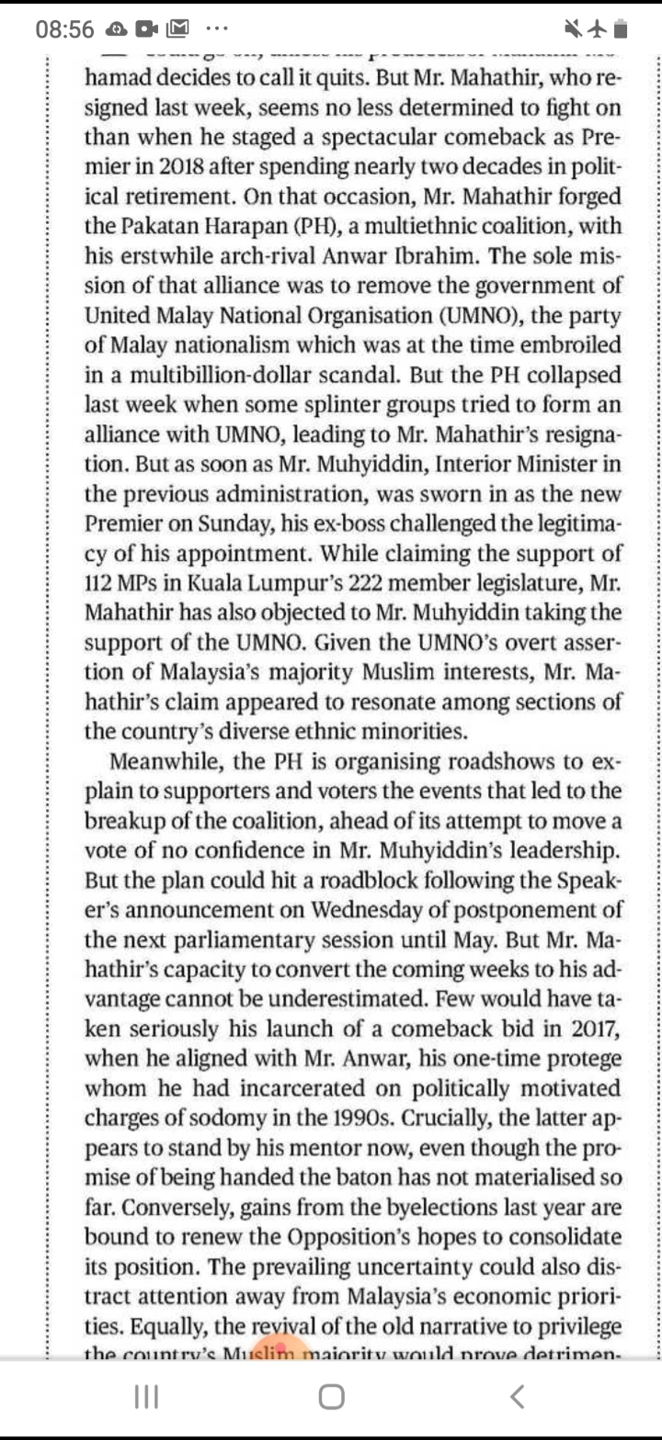 08:56
hamad decides to call it quits. But Mr. Mahathir, who re-
signed last week, seems no less determined to fight on
than when he staged a spectacular comeback as Pre-
mier in 2018 after spending nearly two decades in polit-
ical retirement. On that occasion, Mr. Mahathir forged
the Pakatan Harapan (PH), a multiethnic coalition, with
his erstwhile arch-rival Anwar Ibrahim. The sole mis-
sion of that alliance was to remove the government of
United Malay National Organisation (UMNO), the party
of Malay nationalism which was at the time embroiled
in a multibillion-dollar scandal. But the PH collapsed
last week when some splinter groups tried to form an
alliance with UMNO, leading to Mr. Mahathir’s resigna-
tion. But as soon as Mr. Muhyiddin, Interior Minister in
the previous administration, was sworn in as the new
Premier on Sunday, his ex-boss challenged the legitima-
cy of his appointment. While claiming the support of
112 MPs in Kuala Lumpur’s 222 member legislature, Mr.
Mahathir has also objected to Mr. Muhyiddin taking the
support of the UMNO. Given the UMNO’s overt asser-
tion of Malaysia’s majority Muslim interests, Mr. Ma-
hathir’s claim appeared to resonate among sections of
the country’s diverse ethnic minorities.
Meanwhile, the PH is organising roadshows to ex-
plain to supporters and voters the events that led to the
breakup of the coalition, ahead of its attempt to move a
vote of no confidence in Mr. Muhyiddin’s leadership.
But the plan could hit a roadblock following the Speak-
er’s announcement on Wednesday of postponement of
the next parliamentary session until May. But Mr. Ma-
hathir’s capacity to convert the coming weeks to his ad-
vantage cannot be underestimated. Few would have ta-
ken seriously his launch of a comeback bid in 2017,
when he aligned with Mr. Anwar, his one-time protege
whom he had incarcerated on politically motivated
charges of sodomy in the 1990s. Crucially, the latter ap-
pears to stand by his mentor now, even though the pro-
mise of being handed the baton has not materialised so
far. Conversely, gains from the byelections last year are
bound to renew the Opposition’s hopes to consolidate
its position. The prevailing uncertainty could also dis-
tract attention away from Malaysia’s economic priori-
ties. Equally, the revival of the old narrative to privilege
the country’s Muslim majority would prove detrimen-